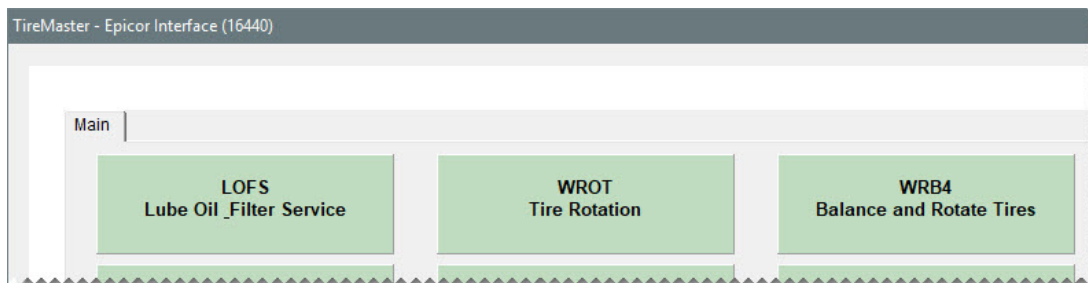 TireMaster - Epicor Interface (16440)
Main
LOFS
Lube Oil _Filter Service
WROT
Tire Rotation
WRB4
Balance and Rotate Tires